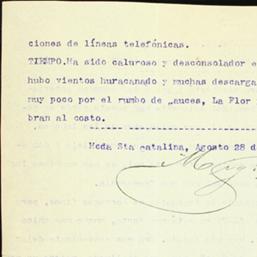 ciones de líneas telefónicas.
TIEMPO.Ha sido caluroso y desconsolador e
hubo vientos huracanado y muchas descarga
muy poco por el rumbo de „auces, La Flor
bran al costo.
------ ------------------- -----------
Hcda Sta catalina, Agosto 28 d